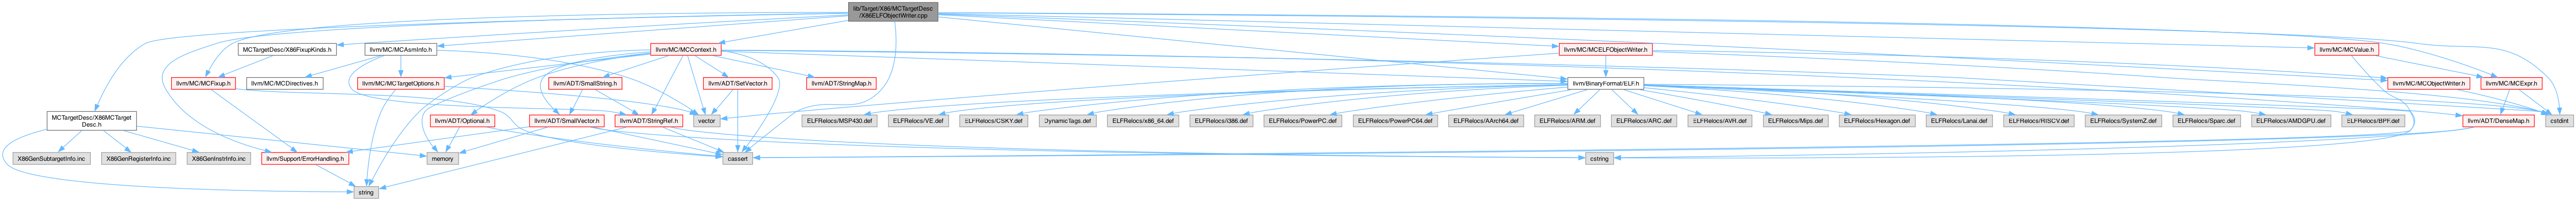 lib/Target/X86/MCTargetDesc
/X86ELFObjectWriter.cpp
MCTargetDesc/X86FixupKinds.h
llvm/MC/MCAsmInfo.h
llvm/MC/MCContext.h
llvm/MC/MCELFObjectWriter.h
llvm/MC/MCValue.h
llvm/MC/MCFixup.h
llvm/MC/MCDirectives.h
llvm/MC/MCTargetOptions.h
llvm/ADT/SmallString.h
llvm/ADT/SetVector.h
llvm/ADT/StringMap.h
llvm/BinaryFormat/ELF.h
llvm/MC/MCObjectWriter.h
llvm/MC/MCExpr.h
MCTargetDesc/X86MCTarget
Desc.h
llvm/ADT/Optional.h
llvm/ADT/SmallVector.h
llvm/ADT/StringRef.h
vector
ELFRelocs/MSP430.def
ELFRelocs/VE.def
ELFRelocs/CSKY.def
DynamicTags.def
ELFRelocs/x86_64.def
ELFRelocs/i386.def
ELFRelocs/PowerPC.def
ELFRelocs/PowerPC64.def
ELFRelocs/AArch64.def
ELFRelocs/ARM.def
ELFRelocs/ARC.def
ELFRelocs/AVR.def
ELFRelocs/Mips.def
ELFRelocs/Hexagon.def
ELFRelocs/Lanai.def
ELFRelocs/RISCV.def
ELFRelocs/SystemZ.def
ELFRelocs/Sparc.def
ELFRelocs/AMDGPU.def
ELFRelocs/BPF.def
llvm/ADT/DenseMap.h
cstdint
X86GenSubtargetInfo.inc
X86GenRegisterInfo.inc
X86GenInstrInfo.inc
llvm/Support/ErrorHandling.h
memory
cassert
cstring
string